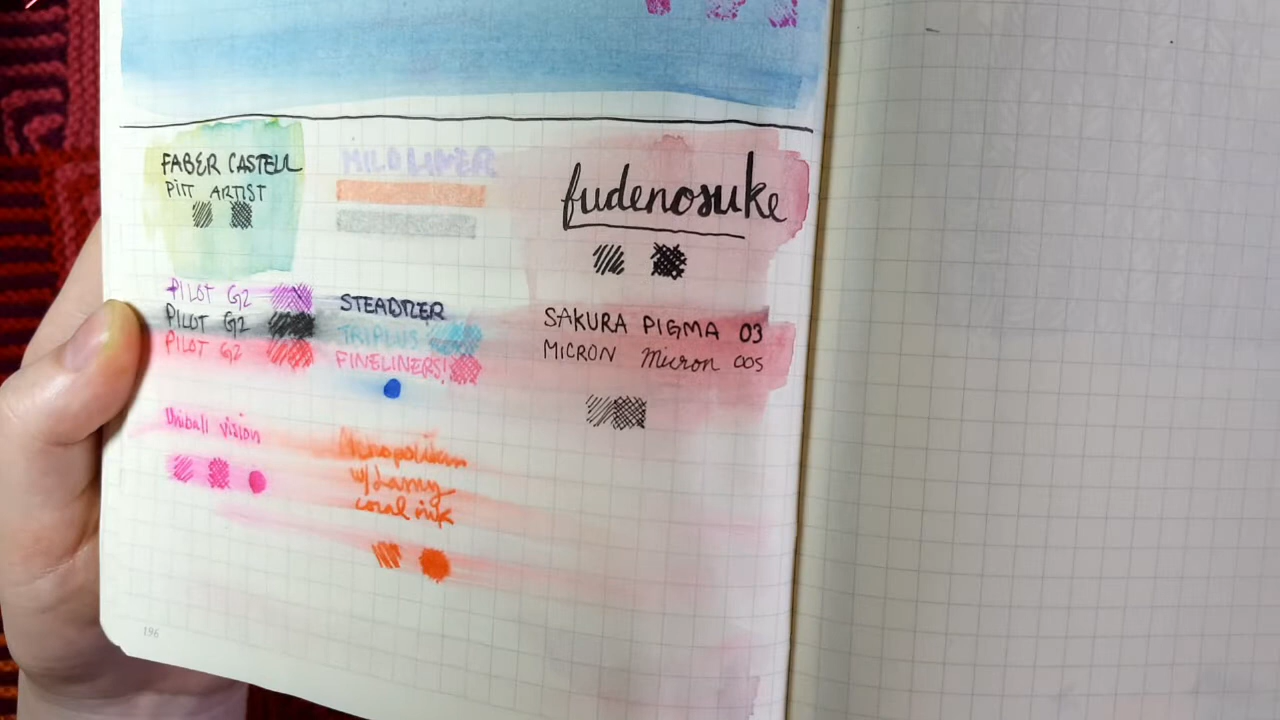 FABER CASTELL
PITT ARTIST
MILDLINER
fudenosuke
PILOT G2
PILOT G2
PILOT G2
STEADTLER
TRIPLUS
FINELINERS!
SAKURA PIGMA 03
MICRON Micron 005
Uniball vision
Metropolitan
w/ Lamy
coral ink
196